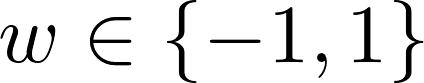 w ∈ {−1, 1}